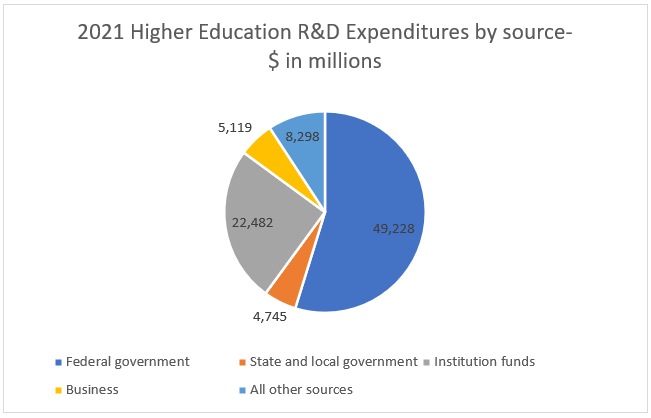 2021 Higher Education R&D Expenditures by source-
$ in millions
5,119
8,298
22,482
49,228
4,745
Federal government
State and local government
Institution funds
Business
All other sources